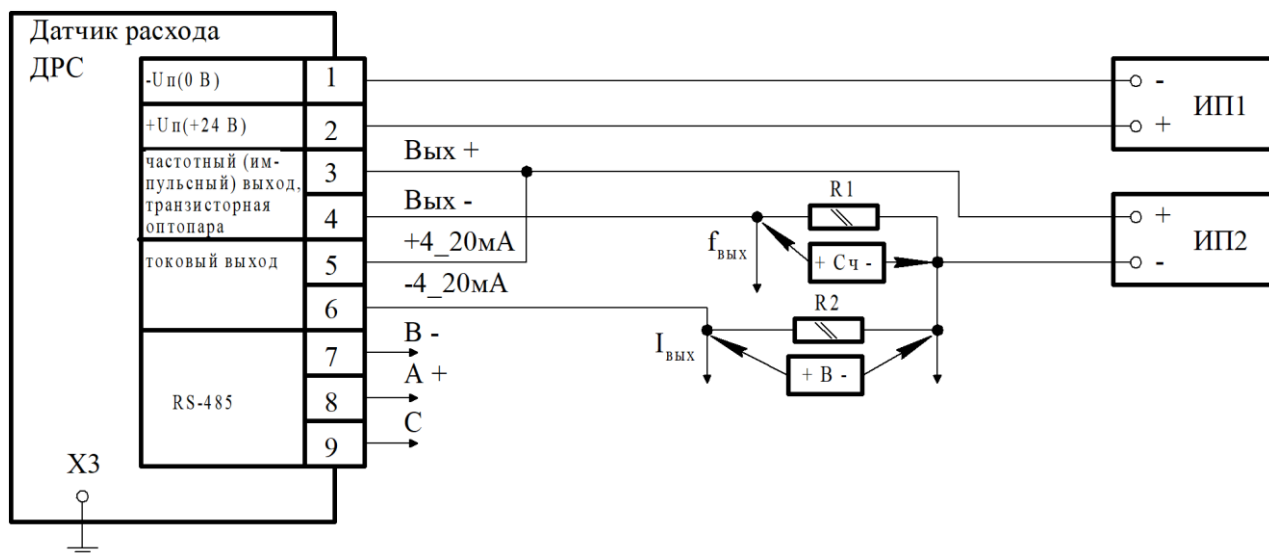 Датчик расхода
ДРС
-Uп(0 В)
1
+Uп(+24 В)
2
частотный (им-
пульсный) выход,
транзисторная
оптопара
3
4
токовый выход
5
6
RS-485
7
8
9
X3
Вых +
Вых -
+4_20мА
-4_20мА
B -
A +
C
fвых
Iвых
R1
+ Сч -
R2
+ В -
-
+
ИП1
+
-
ИП2